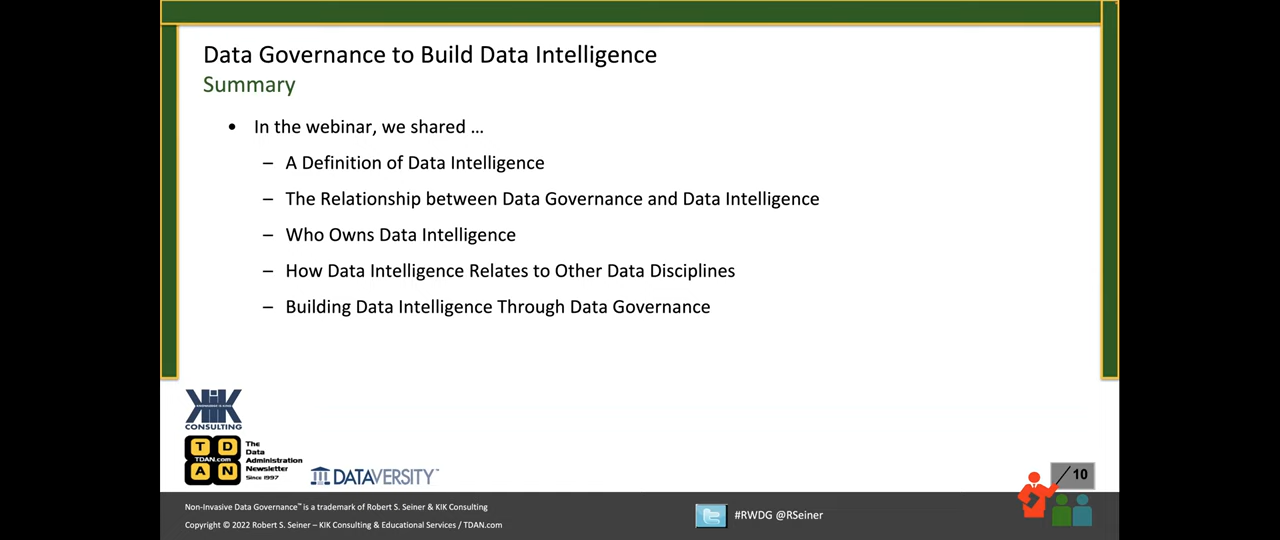 Data Governance to Build Data Intelligence
Summary
• In the webinar, we shared …
– A Definition of Data Intelligence
– The Relationship between Data Governance and Data Intelligence
– Who Owns Data Intelligence
– How Data Intelligence Relates to Other Data Disciplines
– Building Data Intelligence Through Data Governance
KIK
CONSULTING
T D
TDAN.com
A N
The
Data
Administration
Newsletter
Since 1997
DATAVERSITY™
/ 10
Non-Invasive Data Governance™ is a trademark of Robert S. Seiner & KIK Consulting
Copyright © 2022 Robert S. Seiner – KIK Consulting & Educational Services / TDAN.com
#RWDG @RSeiner